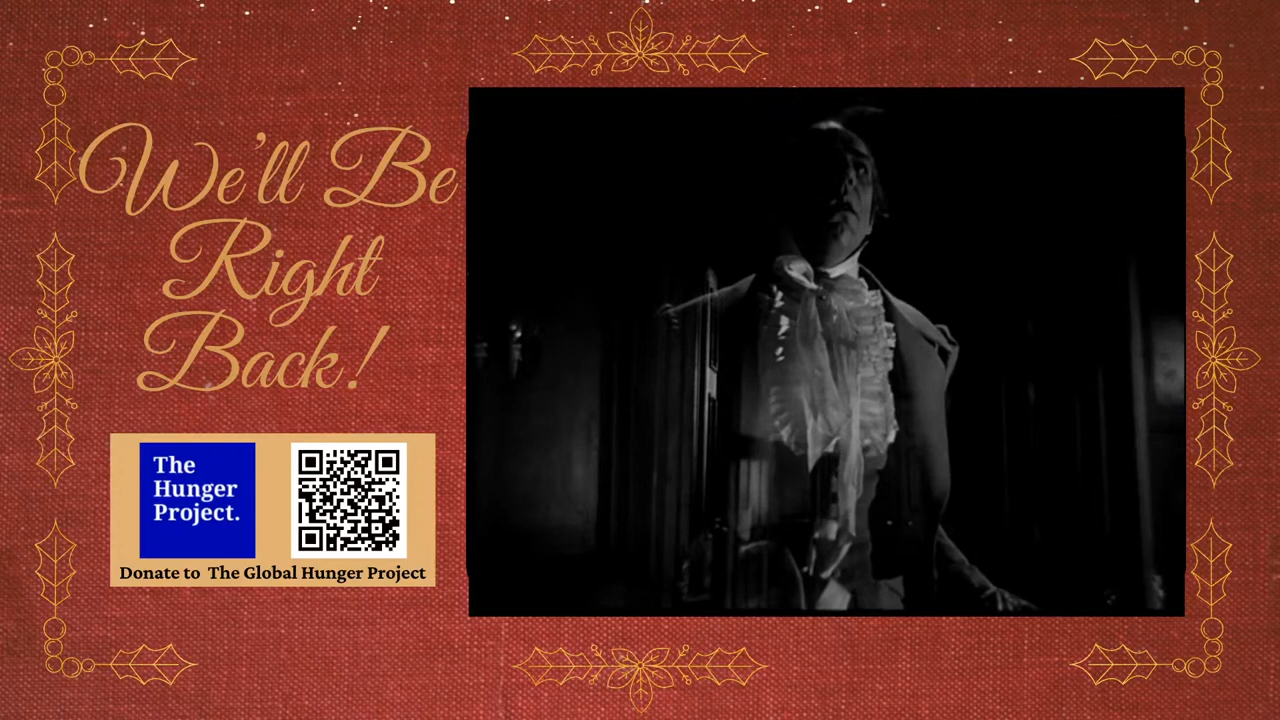 We'll Be
Right
Back!
The
Hunger
Project.
Donate to The Global Hunger Project